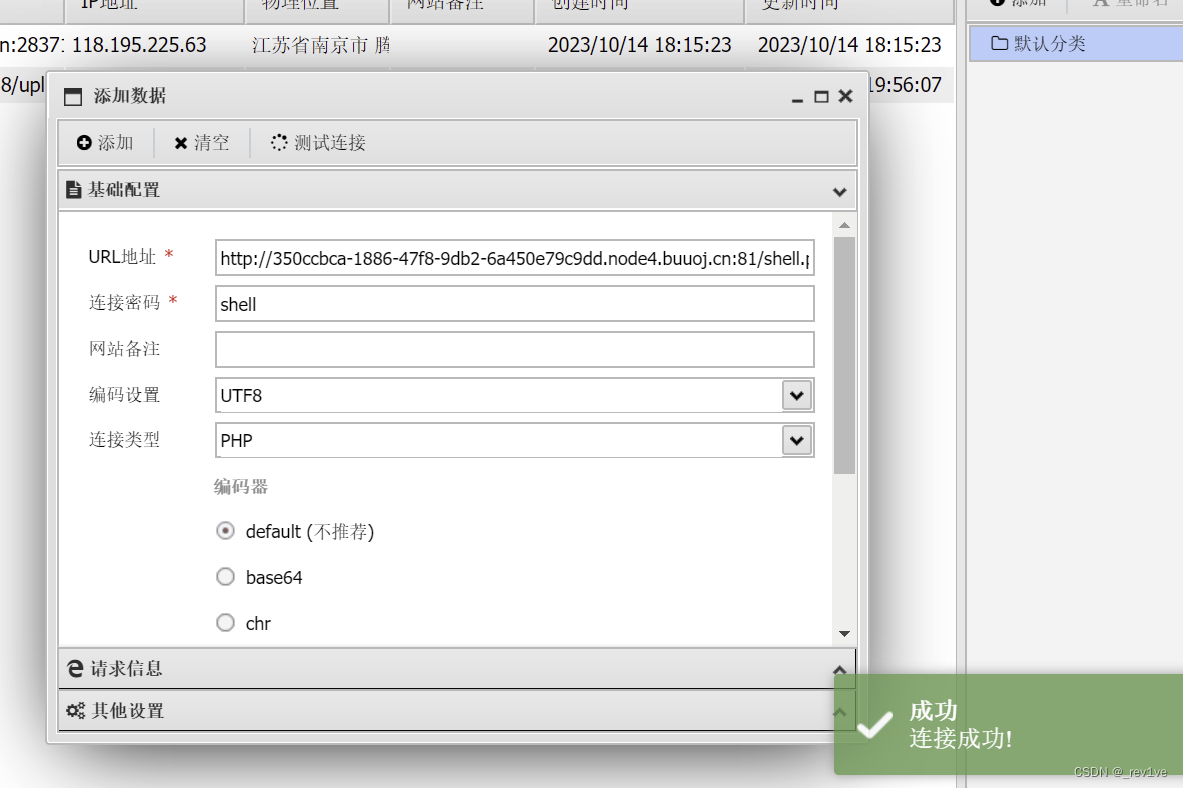 IP地址 物理位置 网站备注 创建时间 更新时间 添加 重命名
n:2837 118.195.225.63 江苏省南京市 腾 2023/10/14 18:15:23 2023/10/14 18:15:23 默认分类
8/upl 19:56:07
添加数据
添加 清空 测试连接
基础配置
URL地址 * http://350ccbca-1886-47f8-9db2-6a450e79c9dd.node4.buuoj.cn:81/shell.p
连接密码 * shell
网站备注
编码设置 UTF8
连接类型 PHP
编码器
default (不推荐)
base64
chr
请求信息
其他设置
成功
连接成功!
CSDN @_rev1ve